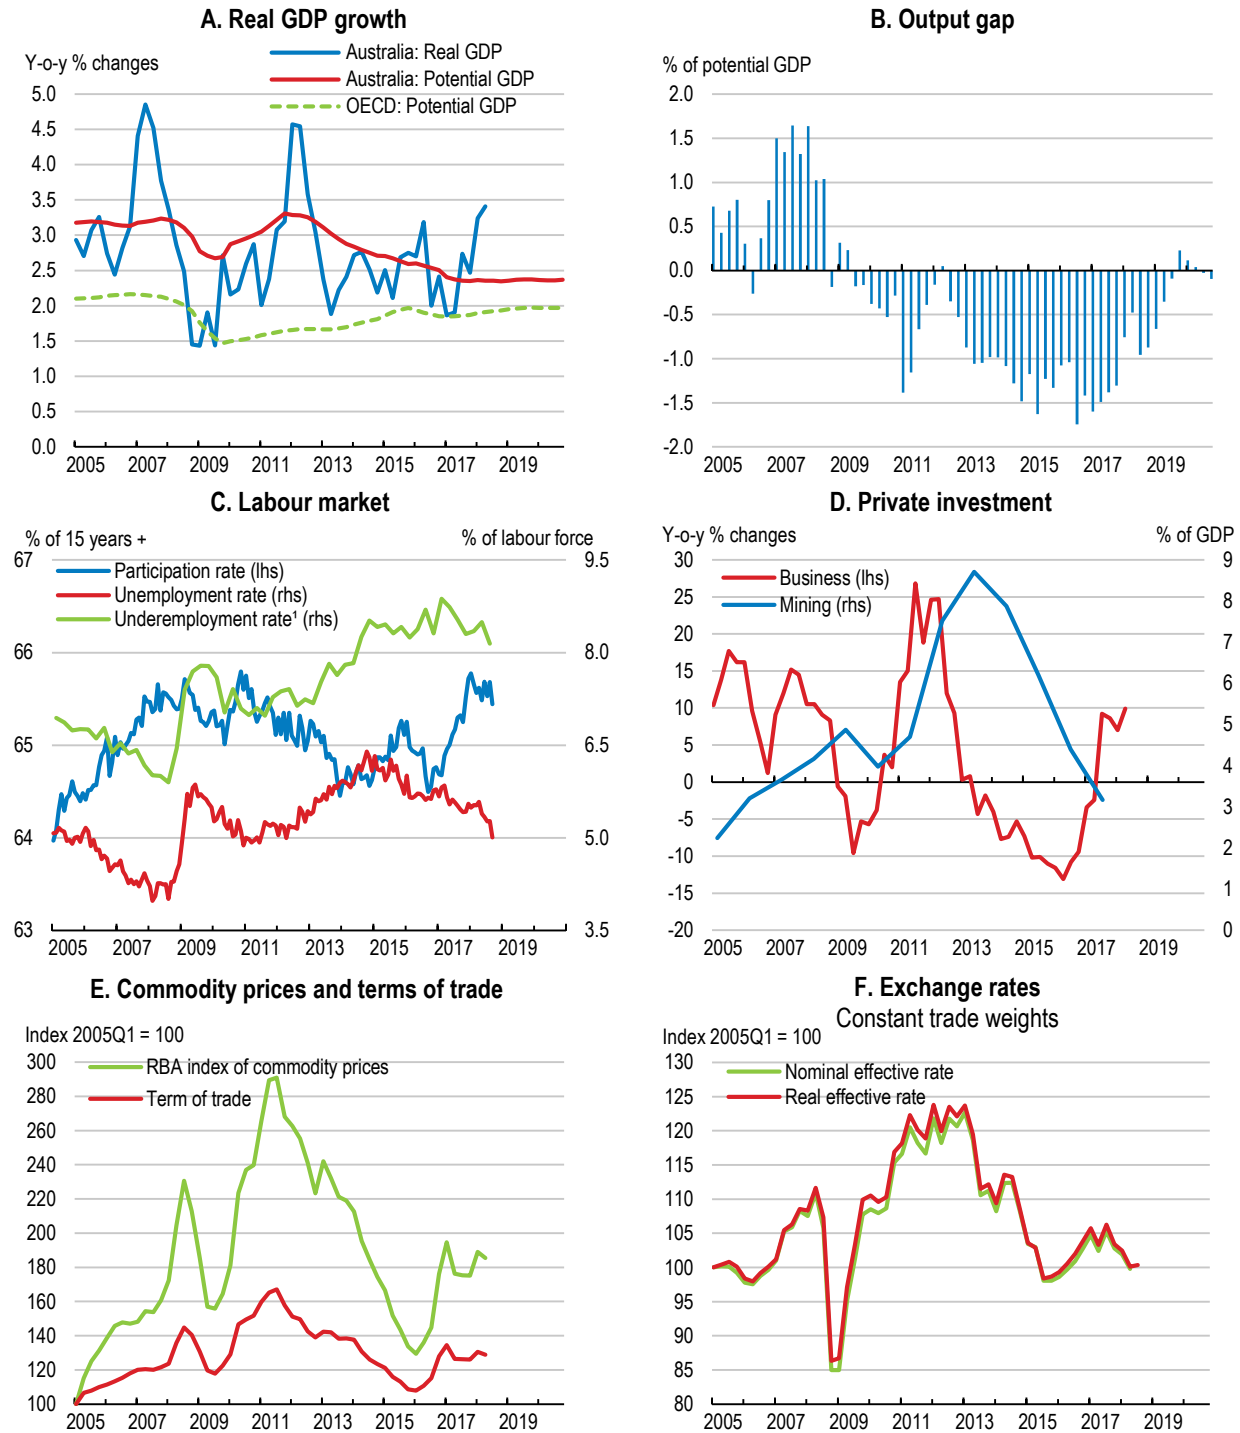 A. Real GDP growth
Y-o-y % changes
Australia: Real GDP
Australia: Potential GDP
OECD: Potential GDP
5.0
4.5
4.0
3.5
3.0
2.5
2.0
1.5
1.0
0.5
0.0
2005 2007 2009 2011 2013 2015 2017 2019
B. Output gap
% of potential GDP
2.0
1.5
1.0
0.5
0.0
-0.5
-1.0
-1.5
-2.0
2005 2007 2009 2011 2013 2015 2017 2019
C. Labour market
% of 15 years +
% of labour force
Participation rate (lhs)
Unemployment rate (rhs)
Underemployment rate¹ (rhs)
67
66
65
64
63
9.5
8.0
6.5
5.0
3.5
2005 2007 2009 2011 2013 2015 2017 2019
D. Private investment
Y-o-y % changes
% of GDP
Business (lhs)
Mining (rhs)
30
25
20
15
10
5
0
-5
-10
-15
-20
9
8
7
6
5
4
3
2
1
0
2005 2007 2009 2011 2013 2015 2017 2019
E. Commodity prices and terms of trade
Index 2005Q1 = 100
RBA index of commodity prices
Term of trade
300
280
260
240
220
200
180
160
140
120
100
2005 2007 2009 2011 2013 2015 2017 2019
F. Exchange rates
Constant trade weights
Index 2005Q1 = 100
Nominal effective rate
Real effective rate
130
125
120
115
110
105
100
95
90
85
80
2005 2007 2009 2011 2013 2015 2017 2019